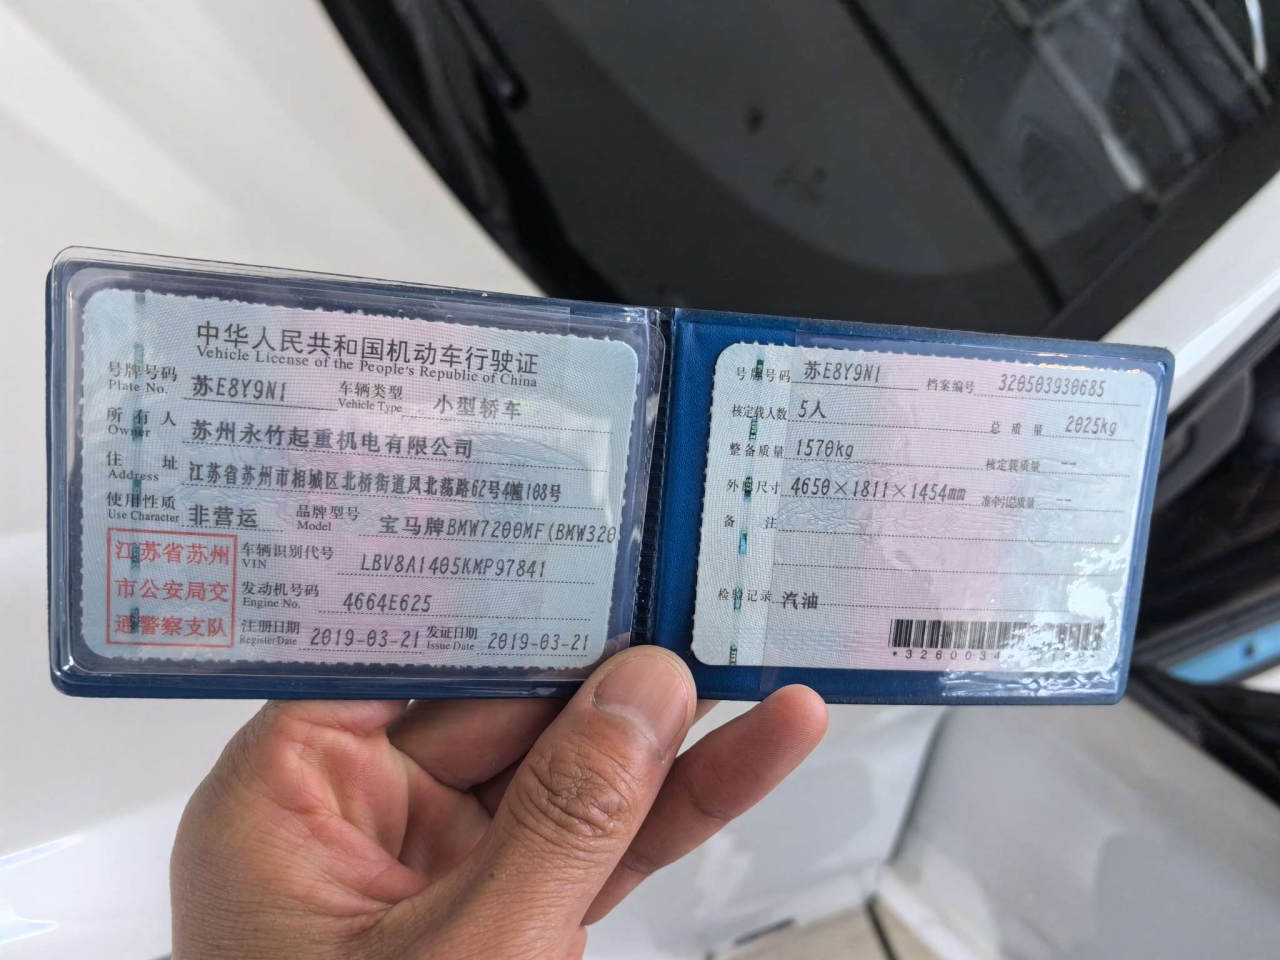 中华人民共和国机动车行驶证
Vehicle License of the People's Republic of China
号牌号码 Plate No. 苏E8Y9N1 车辆类型 Vehicle Type 小型轿车
所有人 Owner 苏州永竹起重机电有限公司
住址 Address 江苏省苏州市相城区北桥街道凤北荡路62号4幢108号
使用性质 Use Character 非营运 品牌型号 Model 宝马牌BMW7200MF(BMW320
江苏省苏州
市公安局交
通警察支队
车辆识别代号 VIN LBV8A1405KMP97841
发动机号码 Engine No. 4664E625
注册日期 Register Date 2019-03-21 发证日期 Issue Date 2019-03-21
号牌号码 苏E8Y9N1 档案编号 320503930685
核定载人数 5人 总质量 2025kg
整备质量 1570kg 核定载质量 --
外廓尺寸 4650×1811×1454mm 准牵引总质量 --
备注
检验记录 汽油